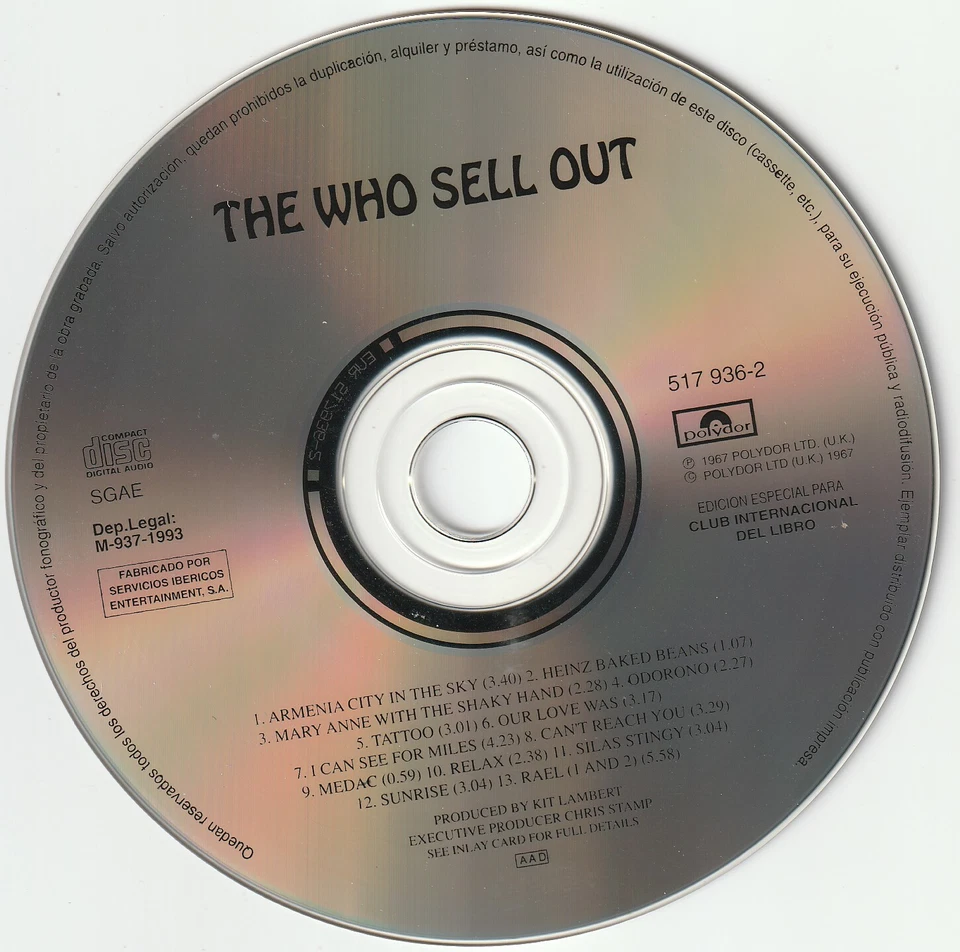 Quedan reservados todos los derechos del productor fonográfico y del propietario de la obra grabada. Salvo autorización, quedan prohibidos la duplicación, alquiler y préstamo, así como la utilización de este disco (cassette, etc.), para su ejecución pública y radiodifusión. Ejemplar distribuido con publicación impresa.
THE WHO SELL OUT
EUR 517936-2
517 936-2
polydor
℗ 1967 POLYDOR LTD. (U.K.)
© POLYDOR LTD (U.K.) 1967
EDICION ESPECIAL PARA
CLUB INTERNACIONAL
DEL LIBRO
COMPACT
disc
DIGITAL AUDIO
SGAE
Dep.Legal:
M-937-1993
FABRICADO POR
SERVICIOS IBERICOS
ENTERTAINMENT, S.A.
1. ARMENIA CITY IN THE SKY (3.40) 2. HEINZ BAKED BEANS (1.07)
3. MARY ANNE WITH THE SHAKY HAND (2.28) 4. ODORONO (2.27)
5. TATTOO (3.01) 6. OUR LOVE WAS (3.17)
7. I CAN SEE FOR MILES (4.23) 8. CAN'T REACH YOU (3.29)
9. MEDAC (0.59) 10. RELAX (2.38) 11. SILAS STINGY (3.04)
12. SUNRISE (3.04) 13. RAEL (1 AND 2) (5.58)
PRODUCED BY KIT LAMBERT
EXECUTIVE PRODUCER CHRIS STAMP
SEE INLAY CARD FOR FULL DETAILS
AAD